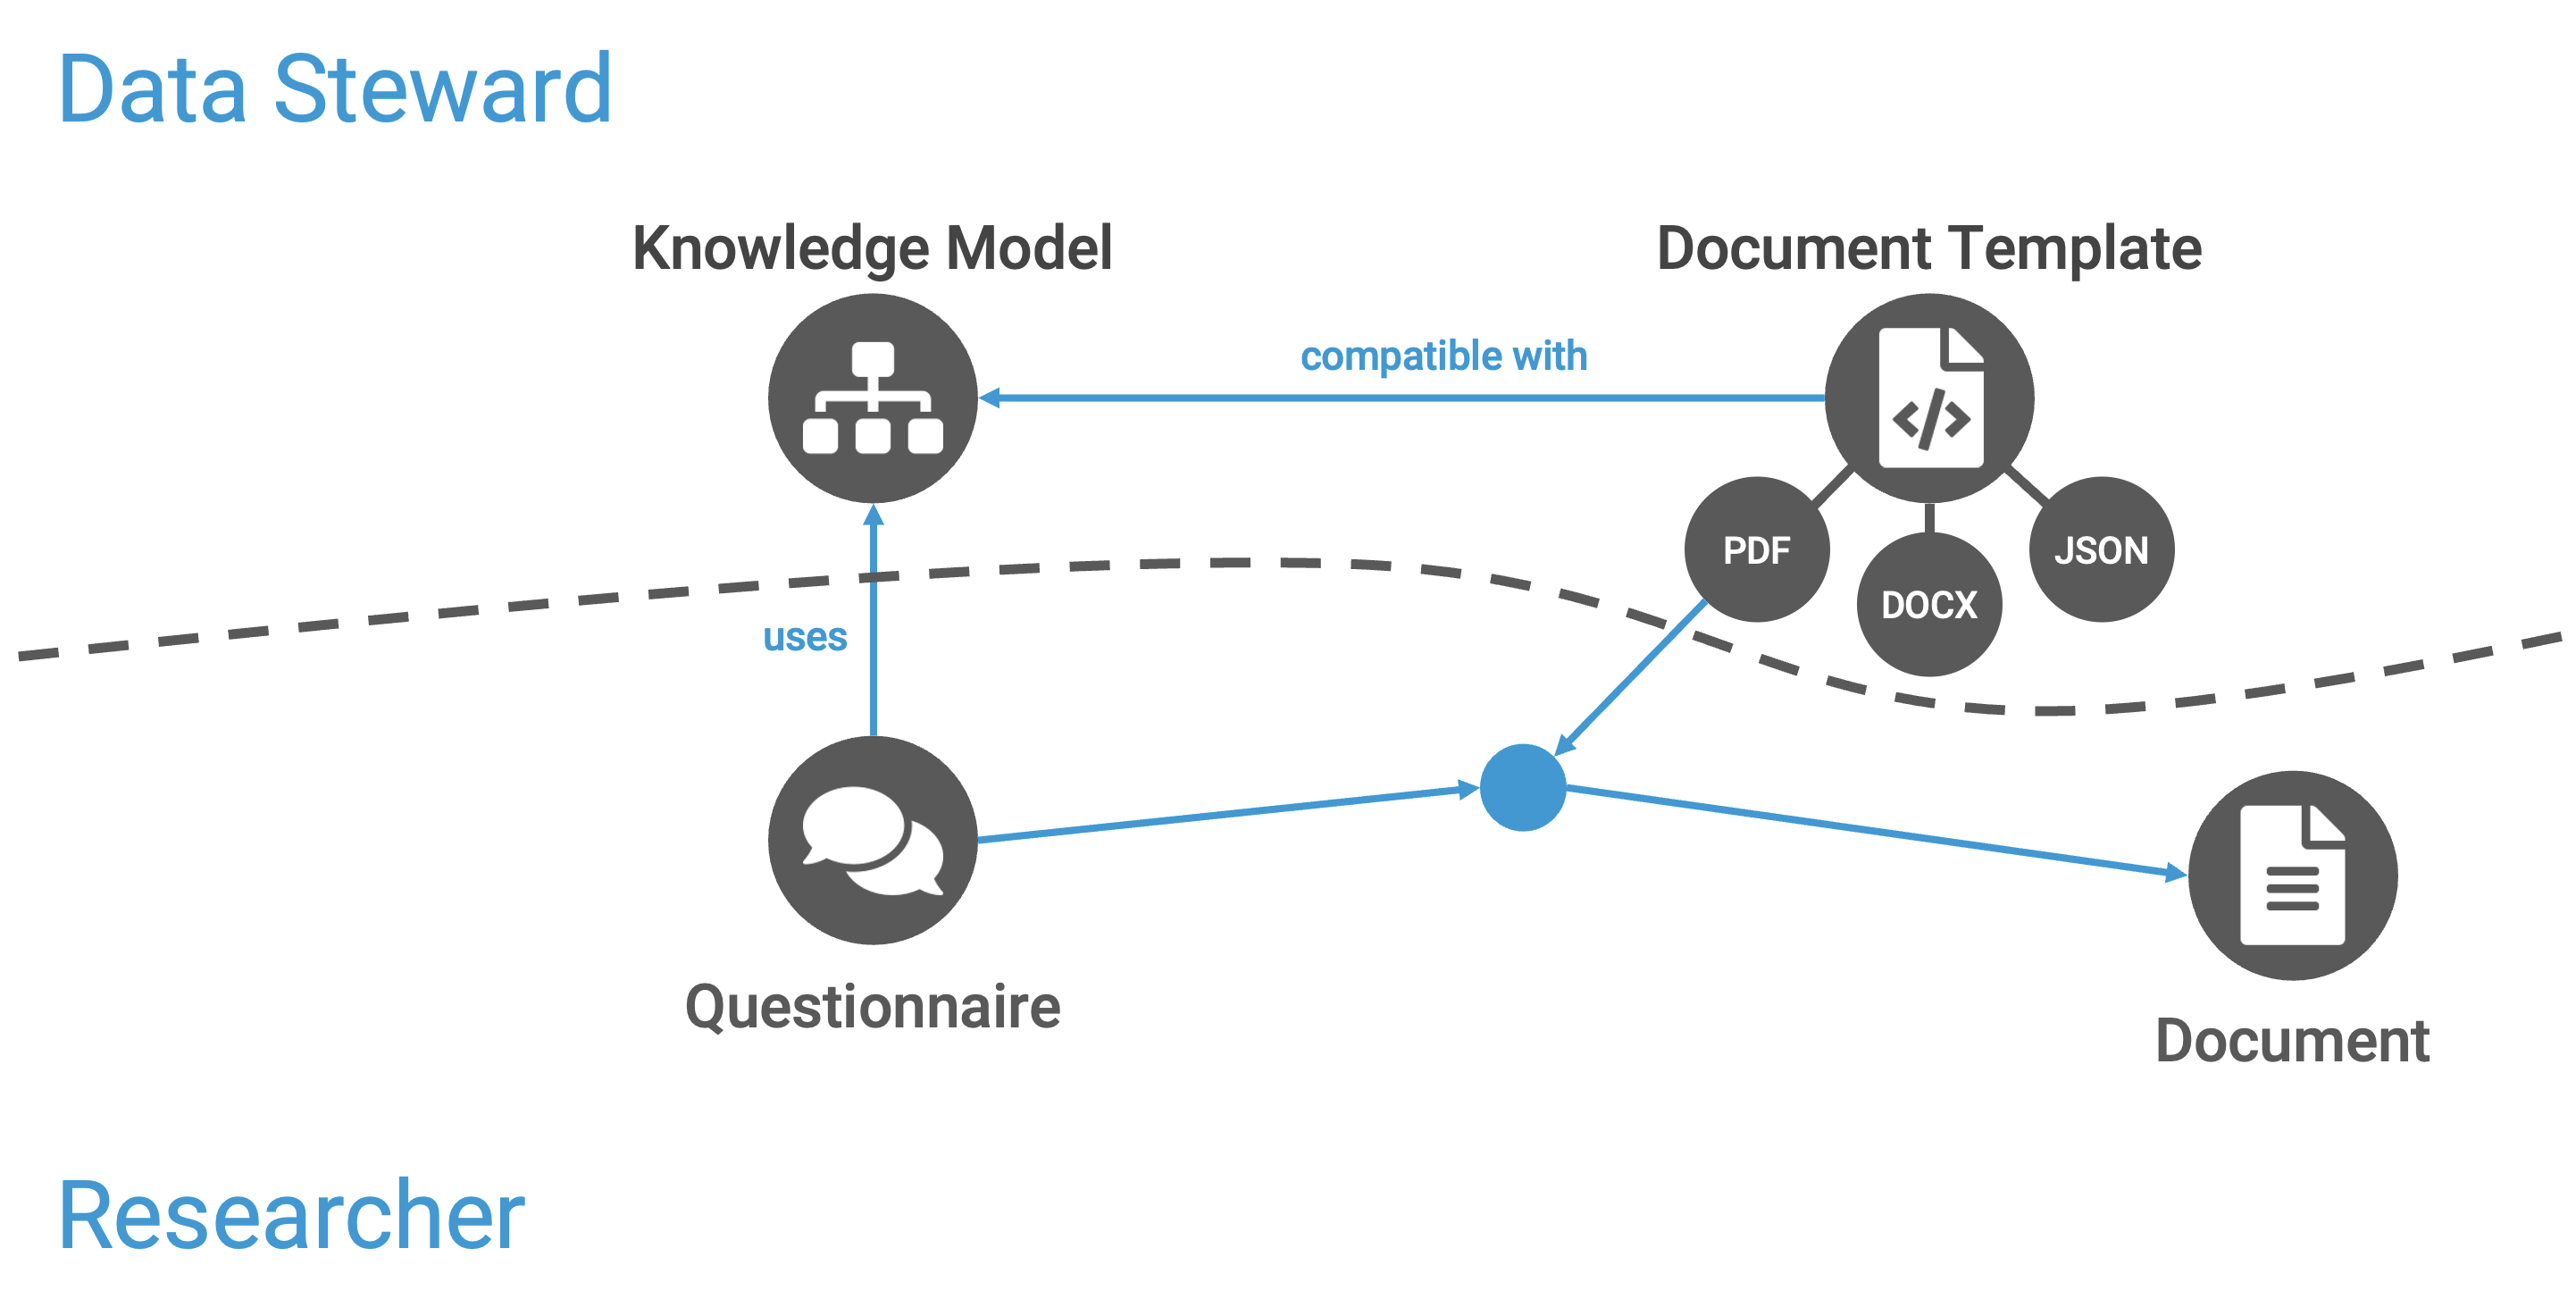 Data Steward
Knowledge Model
Document Template
compatible with
PDF
DOCX
JSON
uses
Questionnaire
Document
Researcher